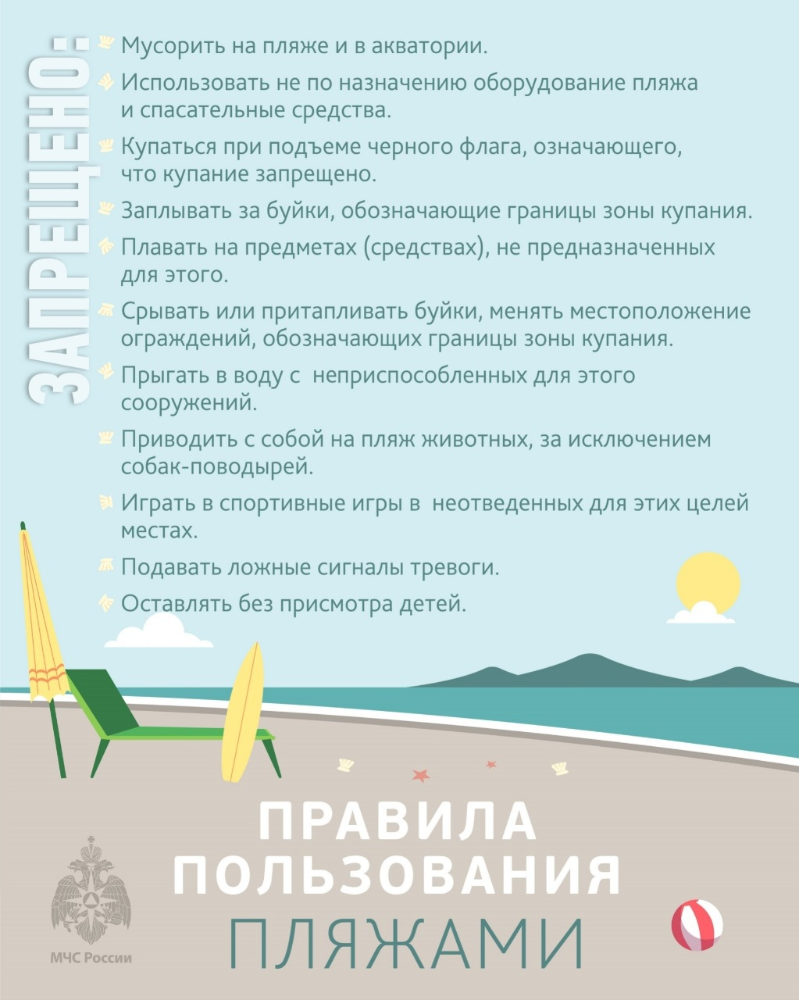 ЗАПРЕЩЕНО:
Мусорить на пляже и в акватории.
Использовать не по назначению оборудование пляжа
и спасательные средства.
Купаться при подъеме черного флага, означающего,
что купание запрещено.
Заплывать за буйки, обозначающие границы зоны купания.
Плавать на предметах (средствах), не предназначенных
для этого.
Срывать или притапливать буйки, менять местоположение
ограждений, обозначающих границы зоны купания.
Прыгать в воду с  неприспособленных для этого
сооружений.
Приводить с собой на пляж животных, за исключением
собак-поводырей.
Играть в спортивные игры в  неотведенных для этих целей
местах.
Подавать ложные сигналы тревоги.
Оставлять без присмотра детей.
ПРАВИЛА
ПОЛЬЗОВАНИЯ
ПЛЯЖАМИ
МЧС России